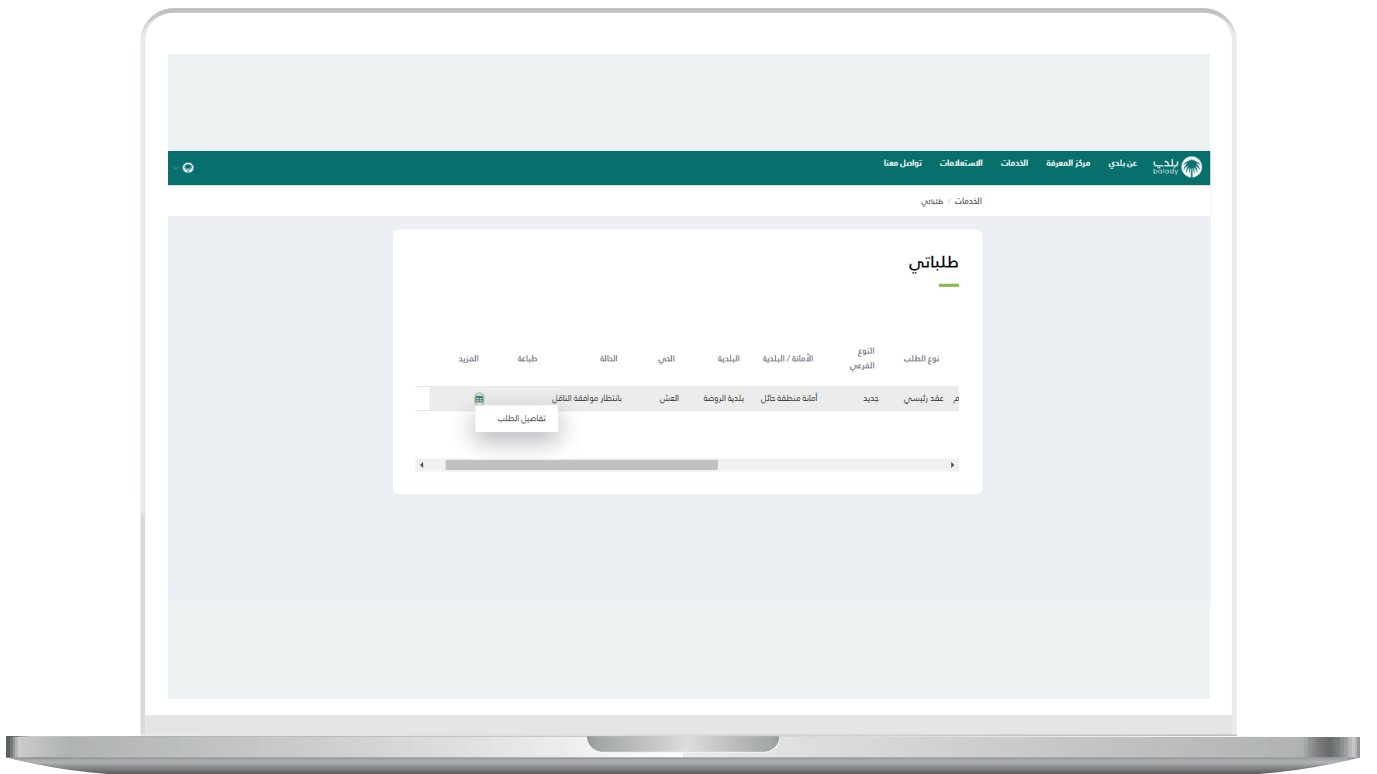 بلدي
balady
عن بلدي
مركز المعرفة
الخدمات
الاستعلامات
تواصل معنا
الخدمات / طلباتي
طلباتي
نوع الطلب
النوع
الفرعي
الأمانة / البلدية
البلدية
الحي
الحالة
طباعة
المزيد
م
عقد رئيسي
جديد
أمانة منطقة حائل
بلدية الروضة
العش
بانتظار موافقة الناقل
تفاصيل الطلب